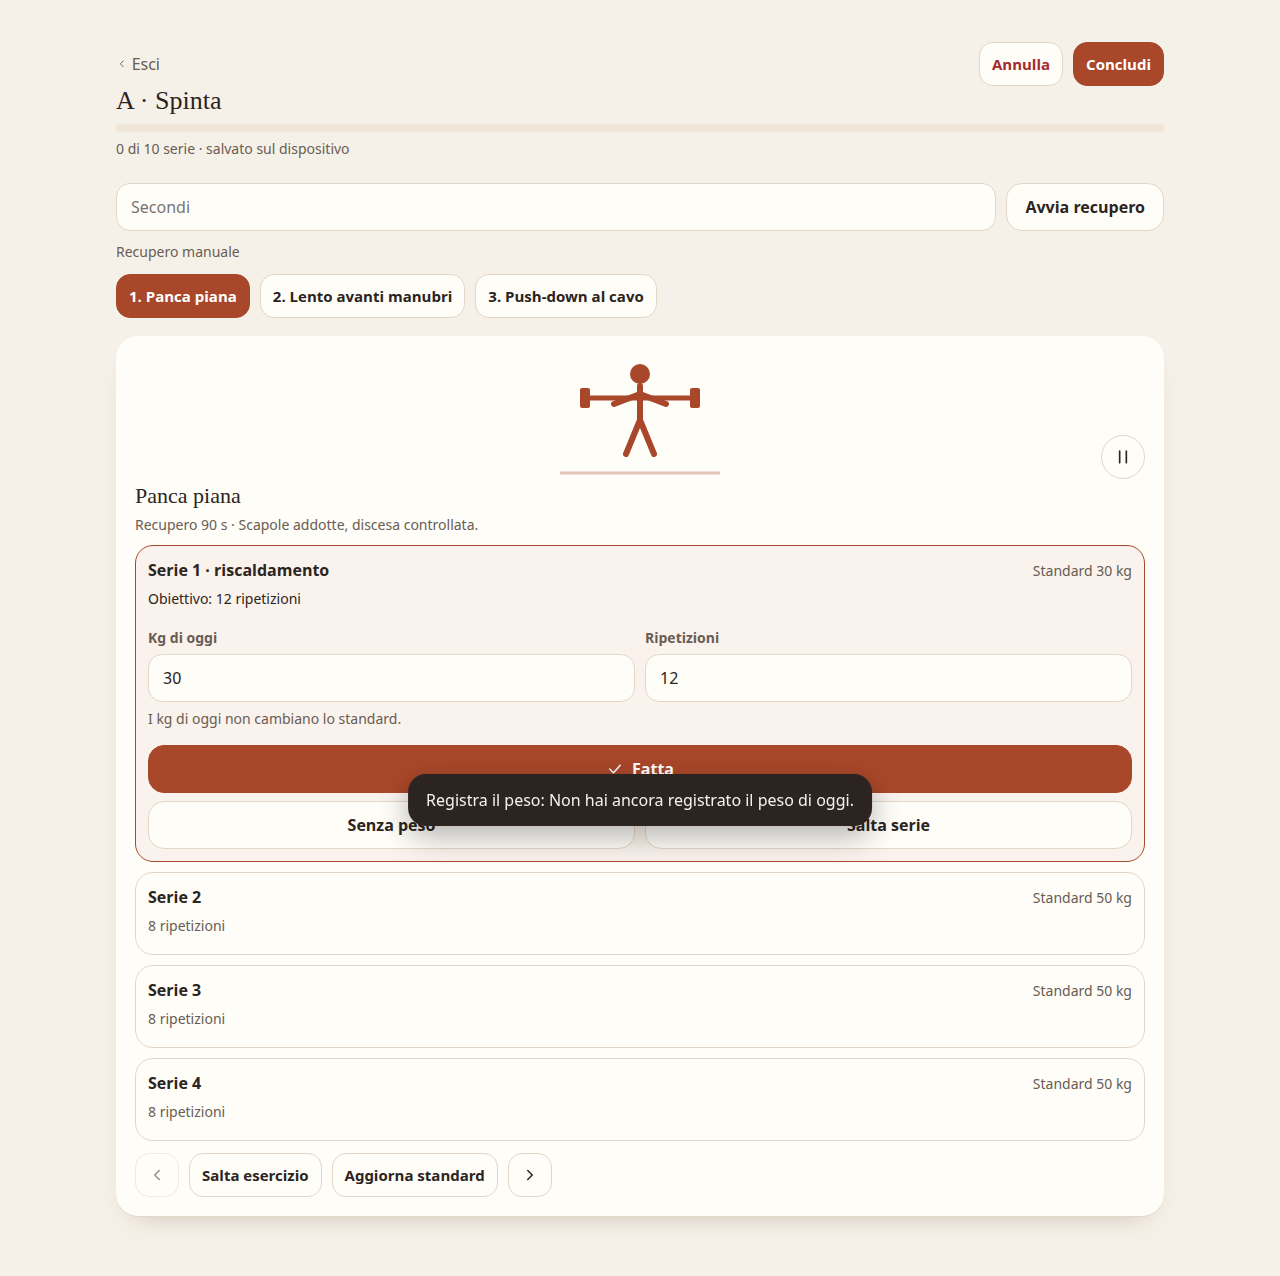 Esci
Annulla
Concludi
A · Spinta
0 di 10 serie · salvato sul dispositivo
Secondi
Avvia recupero
Recupero manuale
1. Panca piana
2. Lento avanti manubri
3. Push-down al cavo
Panca piana
Recupero 90 s · Scapole addotte, discesa controllata.
Serie 1 · riscaldamento
Standard 30 kg
Obiettivo: 12 ripetizioni
Kg di oggi
Ripetizioni
30
12
I kg di oggi non cambiano lo standard.
Fatta
Registra il peso: Non hai ancora registrato il peso di oggi.
Senza peso
Salta serie
Serie 2
Standard 50 kg
8 ripetizioni
Serie 3
Standard 50 kg
8 ripetizioni
Serie 4
Standard 50 kg
8 ripetizioni
Salta esercizio
Aggiorna standard